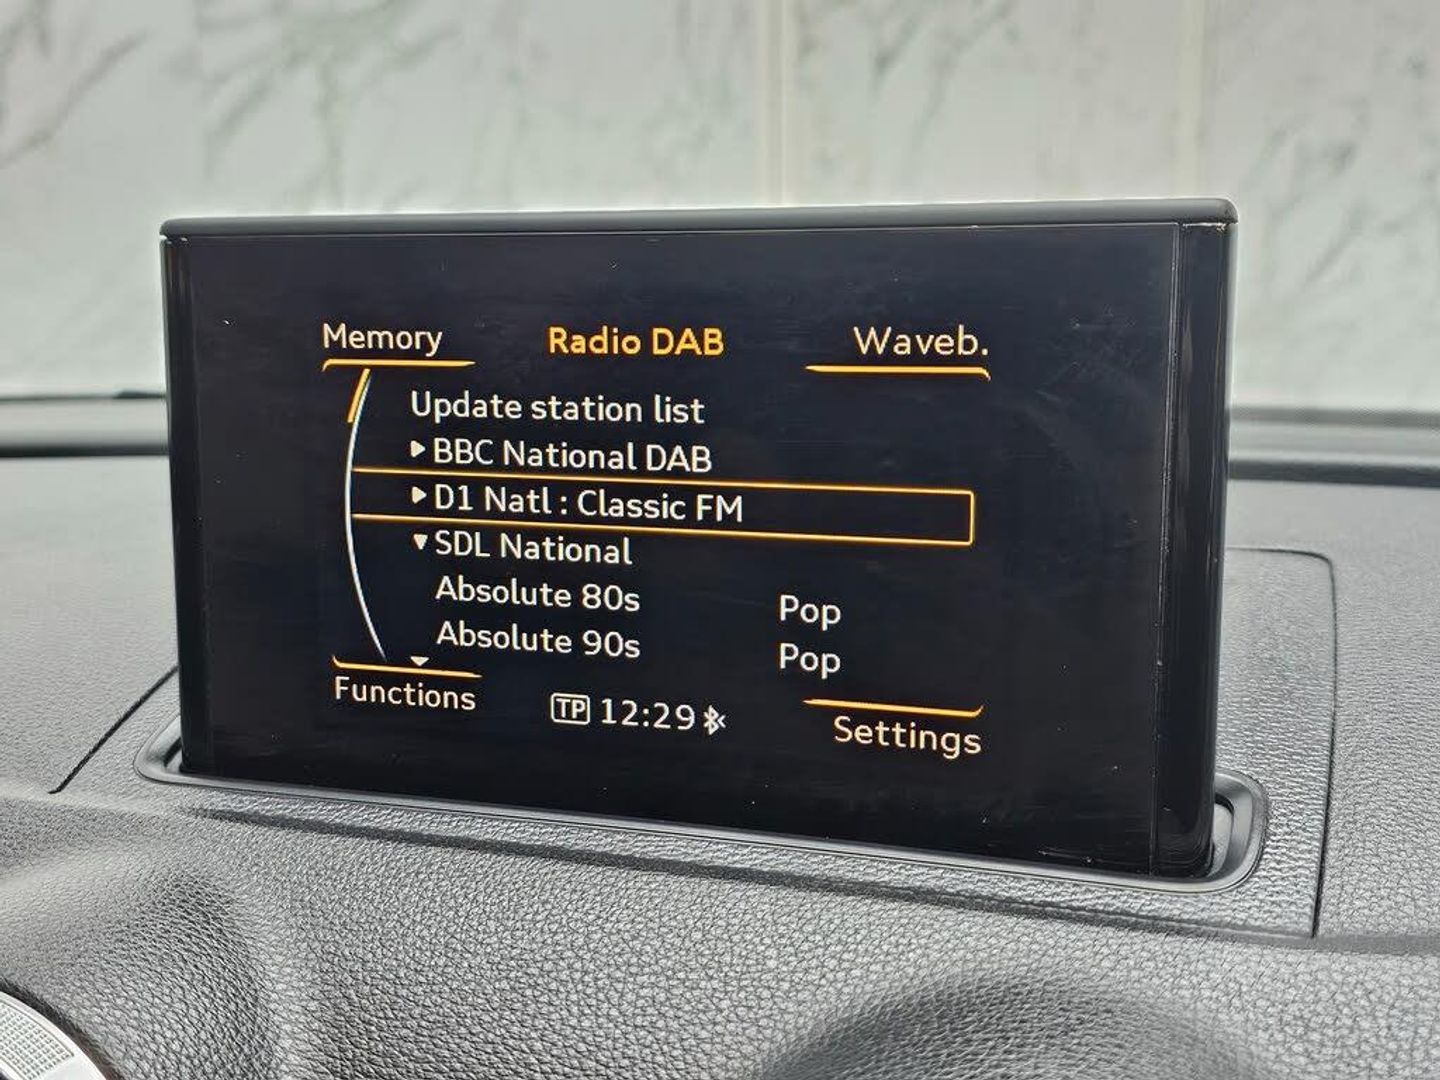 Memory Radio DAB Waveb.
Update station list
BBC National DAB
D1 Natl : Classic FM
SDL National
Absolute 80s Pop
Absolute 90s Pop
Functions TP 12:29 Settings